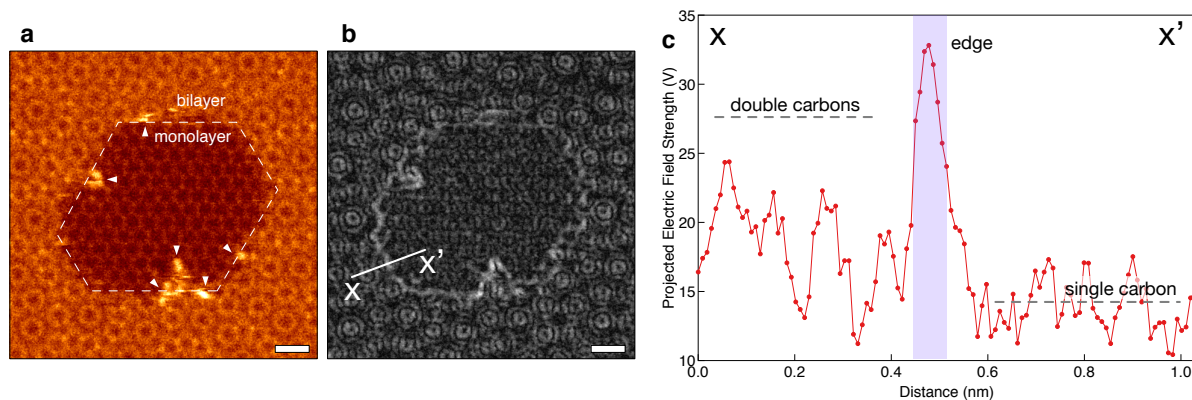 a
bilayer
monolayer
b
X
X'
c
X
X'
edge
double carbons
single carbon
Projected Electric Field Strength (V)
35
30
25
20
15
10
0.0 0.2 0.4 0.6 0.8 1.0
Distance (nm)